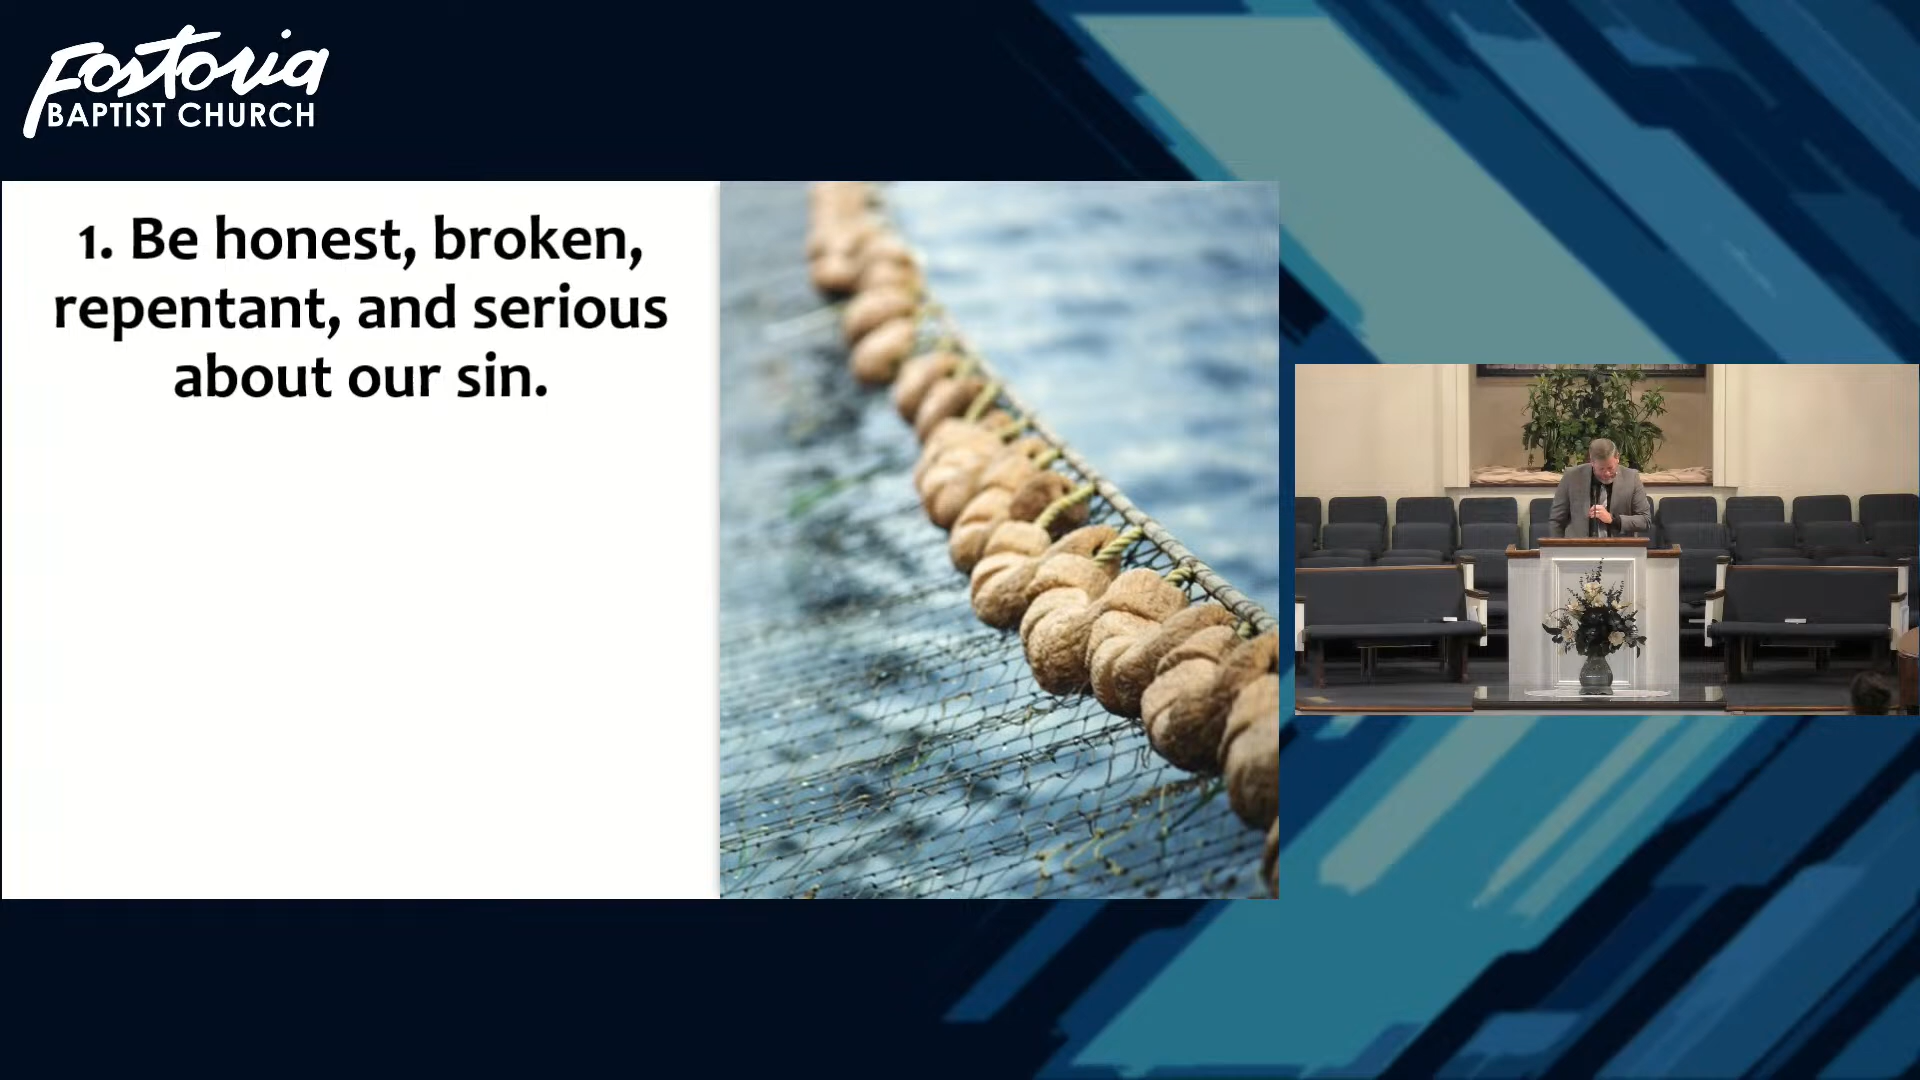 Fostoria
BAPTIST CHURCH
1. Be honest, broken,
repentant, and serious
about our sin.